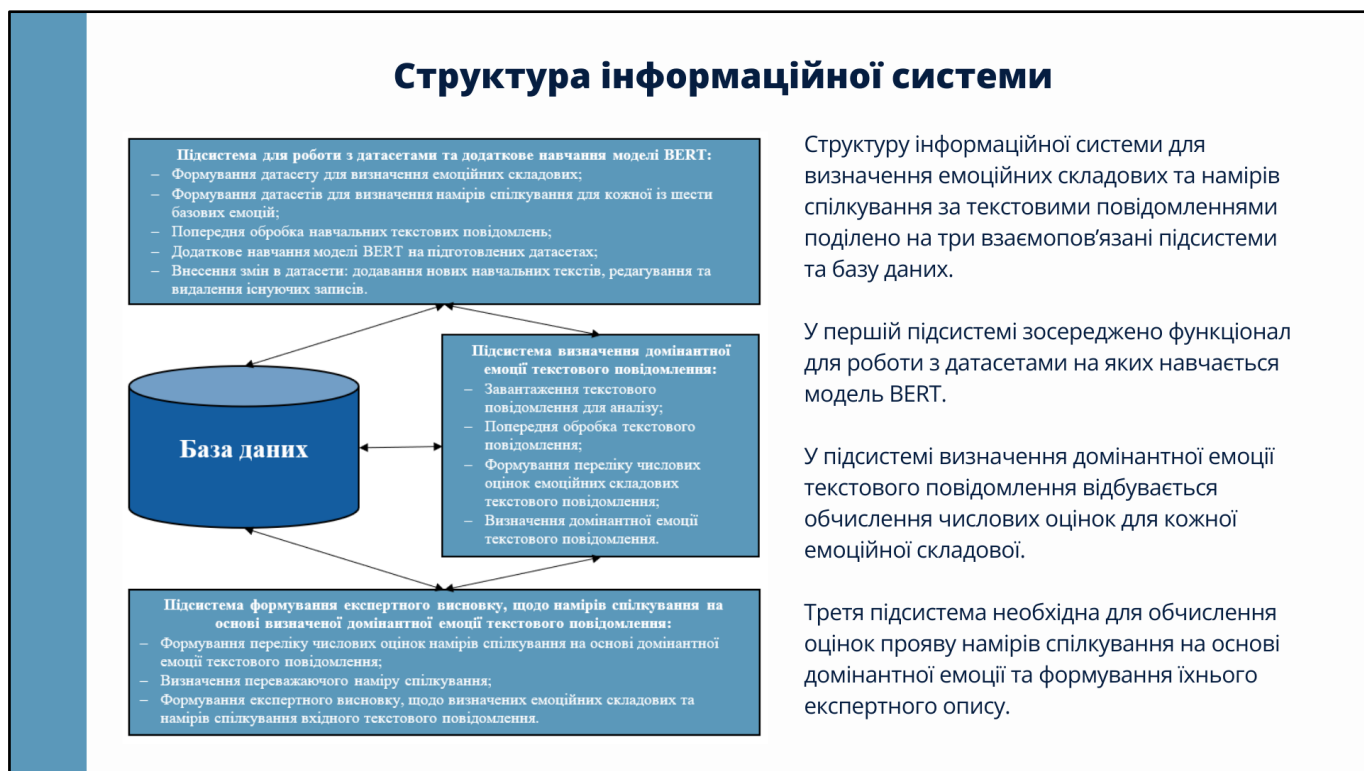 Структура інформаційної системи
Підсистема для роботи з датасетами та додаткове навчання моделі BERT:
– Формування датасету для визначення емоційних складових;
– Формування датасетів для визначення намірів спілкування для кожної із шести
базових емоцій;
– Попередня обробка навчальних текстових повідомлень;
– Додаткове навчання моделі BERT на підготовлених датасетах;
– Внесення змін в датасети: додавання нових навчальних текстів, редагування та
видалення існуючих записів.
База даних
Підсистема визначення домінантної
емоції текстового повідомлення:
– Завантаження текстового
повідомлення для аналізу;
– Попередня обробка текстового
повідомлення;
– Формування переліку числових
оцінок емоційних складових
текстового повідомлення;
– Визначення домінантної емоції
текстового повідомлення.
Підсистема формування експертного висновку, щодо намірів спілкування на
основі визначеної домінантної емоції текстового повідомлення:
– Формування переліку числових оцінок намірів спілкування на основі домінантної
емоції текстового повідомлення;
– Визначення переважаючого наміру спілкування;
– Формування експертного висновку, щодо визначених емоційних складових та
намірів спілкування вхідного текстового повідомлення.
Структуру інформаційної системи для
визначення емоційних складових та намірів
спілкування за текстовими повідомленнями
поділено на три взаємопов’язані підсистеми
та базу даних.
У першій підсистемі зосереджено функціонал
для роботи з датасетами на яких навчається
модель BERT.
У підсистемі визначення домінантної емоції
текстового повідомлення відбувається
обчислення числових оцінок для кожної
емоційної складової.
Третя підсистема необхідна для обчислення
оцінок прояву намірів спілкування на основі
домінантної емоції та формування їхнього
експертного опису.